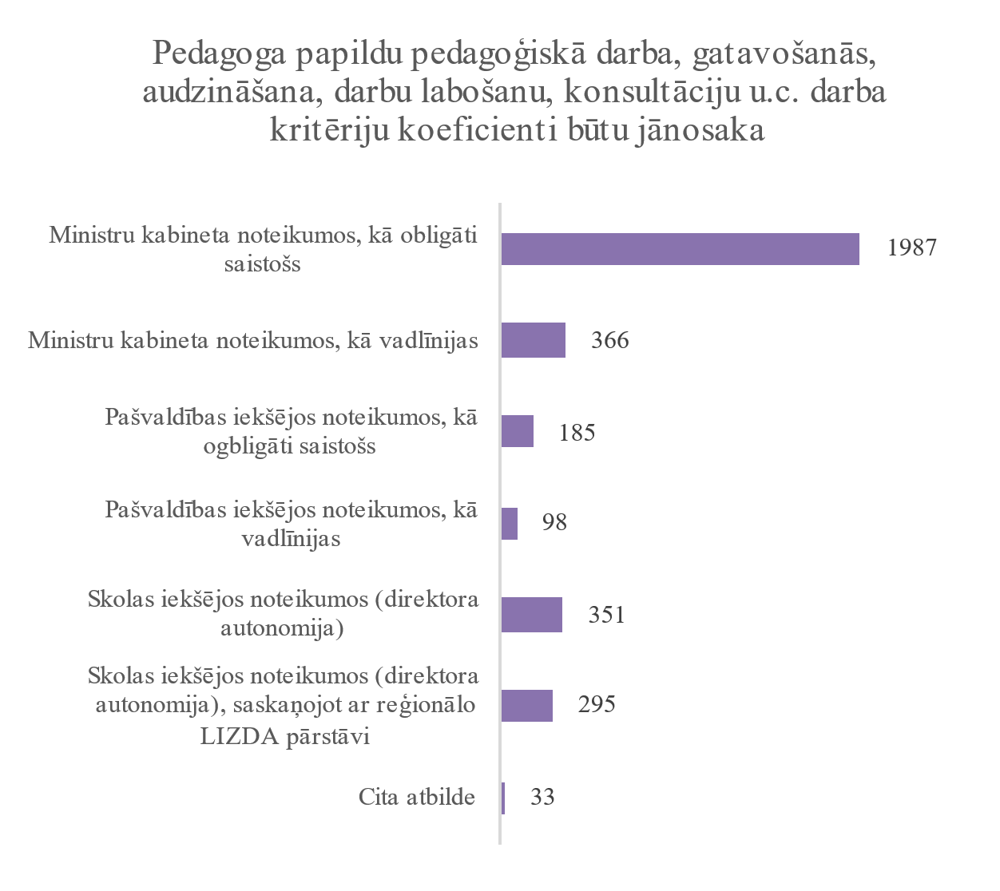 Pedagoga papildu pedagoģiskā darba, gatavošanās,
audzināšana, darbu labošanu, konsultāciju u.c. darba
kritēriju koeficienti būtu jānosaka
Ministru kabineta noteikumos, kā obligāti
saistošs
1987
Ministru kabineta noteikumos, kā vadlīnijas
366
Pašvaldības iekšējos noteikumos, kā
ogbligāti saistošs
185
Pašvaldības iekšējos noteikumos, kā
vadlīnijas
98
Skolas iekšējos noteikumos (direktora
autonomija)
351
Skolas iekšējos noteikumos (direktora
autonomija), saskaņojot ar reģionālo
LIZDA pārstāvi
295
Cita atbilde
33